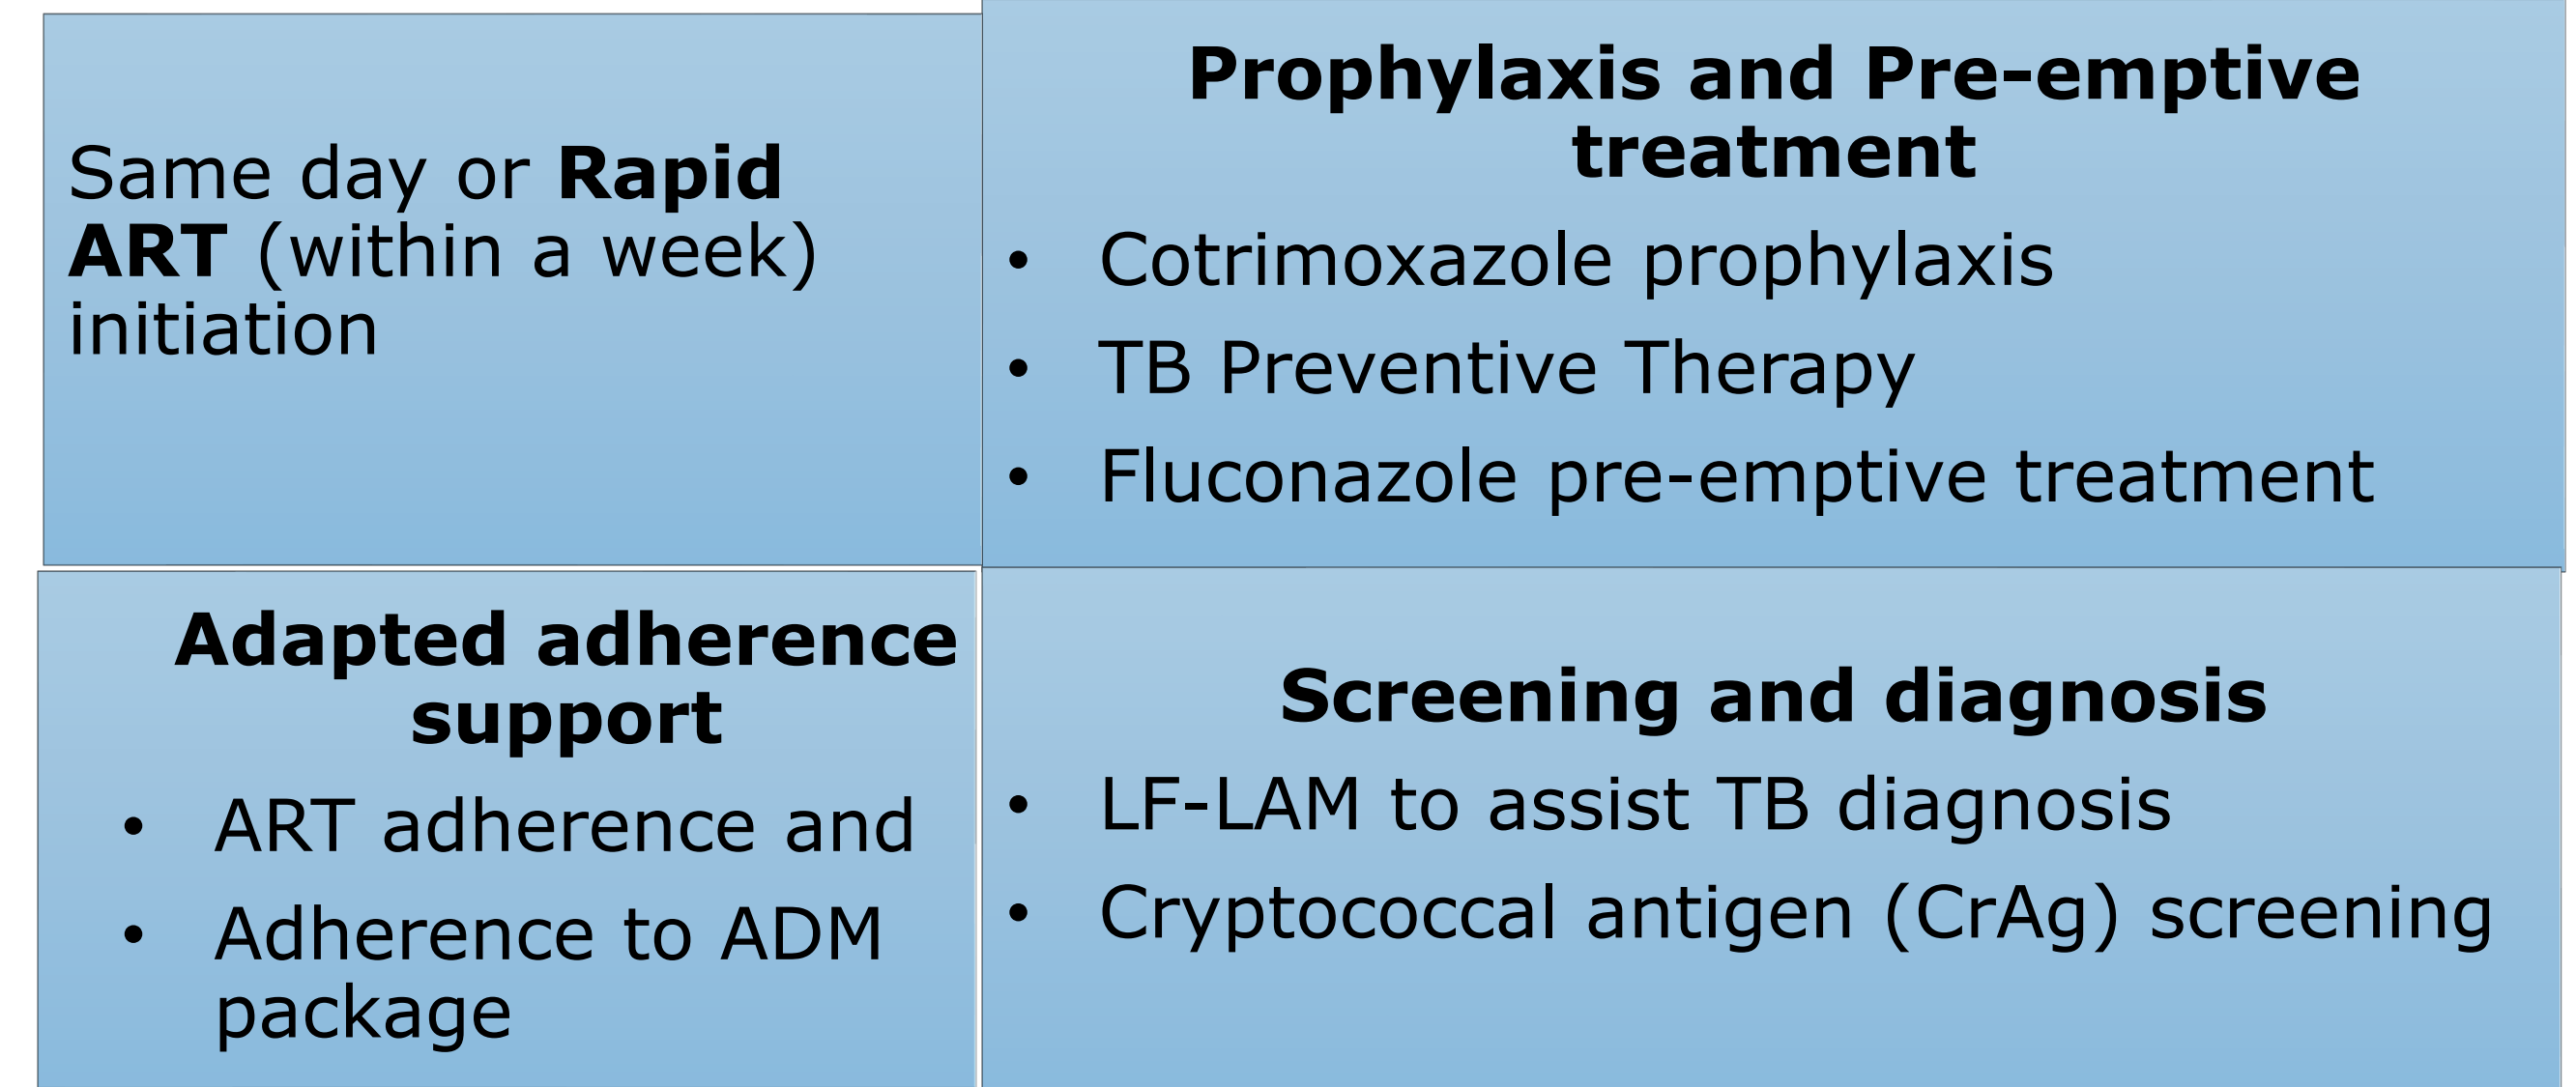 Same day or Rapid
ART (within a week)
initiation
Prophylaxis and Pre-emptive
treatment
• Cotrimoxazole prophylaxis
• TB Preventive Therapy
• Fluconazole pre-emptive treatment
Adapted adherence
support
• ART adherence and
• Adherence to ADM
package
Screening and diagnosis
• LF-LAM to assist TB diagnosis
• Cryptococcal antigen (CrAg) screening